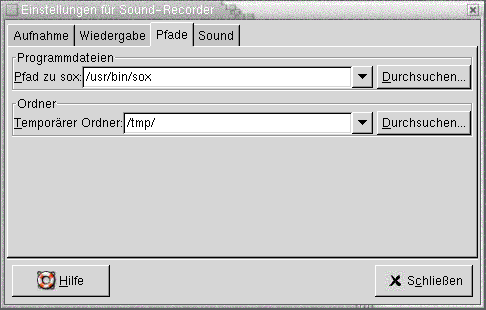 Einstellungen für Sound-Recorder
Aufnahme Wiedergabe Pfade Sound
Programmdateien
Pfad zu sox: /usr/bin/sox Durchsuchen...
Ordner
Temporärer Ordner: /tmp/ Durchsuchen...
Hilfe Schließen